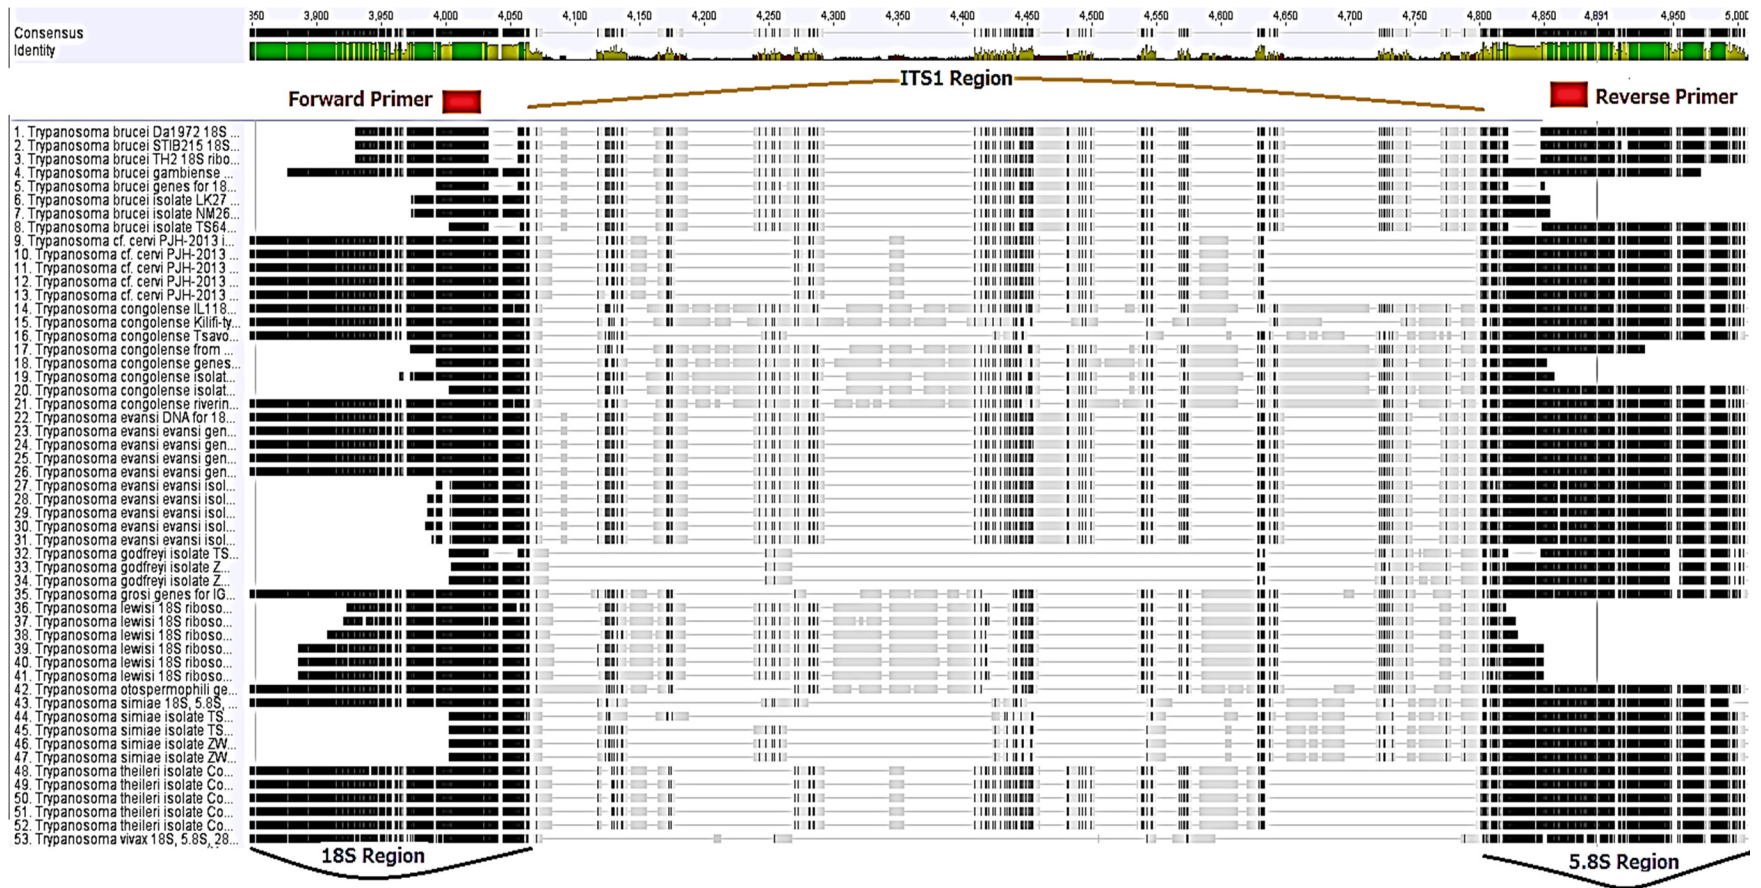 350 3,900 3,950 4,000 4,050 4,100 4,150 4,200 4,250 4,300 4,350 4,400 4,450 4,500 4,550 4,600 4,650 4,700 4,750 4,800 4,850 4,891 4,950 5,000
Consensus
Identity
ITS1 Region
Forward Primer
Reverse Primer
1. Trypanosoma brucei Da1972 18S ...
2. Trypanosoma brucei STIB215 18S...
3. Trypanosoma brucei TH2 18S ribo...
4. Trypanosoma brucei gambiense ...
5. Trypanosoma brucei genes for 18...
6. Trypanosoma brucei isolate LK27 ...
7. Trypanosoma brucei isolate NM26...
8. Trypanosoma brucei isolate TS64...
9. Trypanosoma cf. cervi PJH-2013 i...
10. Trypanosoma cf. cervi PJH-2013 ...
11. Trypanosoma cf. cervi PJH-2013 ...
12. Trypanosoma cf. cervi PJH-2013 ...
13. Trypanosoma cf. cervi PJH-2013 ...
14. Trypanosoma congolense IL118...
15. Trypanosoma congolense Kilifi-ty...
16. Trypanosoma congolense Tsavo...
17. Trypanosoma congolense from ...
18. Trypanosoma congolense genes...
19. Trypanosoma congolense isolat...
20. Trypanosoma congolense isolat...
21. Trypanosoma congolense riverin...
22. Trypanosoma evansi DNA for 18...
23. Trypanosoma evansi evansi gen...
24. Trypanosoma evansi evansi gen...
25. Trypanosoma evansi evansi gen...
26. Trypanosoma evansi evansi gen...
27. Trypanosoma evansi evansi isol...
28. Trypanosoma evansi evansi isol...
29. Trypanosoma evansi evansi isol...
30. Trypanosoma evansi evansi isol...
31. Trypanosoma evansi evansi isol...
32. Trypanosoma godfreyi isolate TS...
33. Trypanosoma godfreyi isolate Z...
34. Trypanosoma godfreyi isolate Z...
35. Trypanosoma grosi genes for IG...
36. Trypanosoma lewisi 18S riboso...
37. Trypanosoma lewisi 18S riboso...
38. Trypanosoma lewisi 18S riboso...
39. Trypanosoma lewisi 18S riboso...
40. Trypanosoma lewisi 18S riboso...
41. Trypanosoma lewisi 18S riboso...
42. Trypanosoma otospermophili ge...
43. Trypanosoma simiae 18S, 5.8S, ...
44. Trypanosoma simiae isolate TS...
45. Trypanosoma simiae isolate TS...
46. Trypanosoma simiae isolate ZW...
47. Trypanosoma simiae isolate ZW...
48. Trypanosoma theileri isolate Co...
49. Trypanosoma theileri isolate Co...
50. Trypanosoma theileri isolate Co...
51. Trypanosoma theileri isolate Co...
52. Trypanosoma theileri isolate Co...
53. Trypanosoma vivax 18S, 5.8S, 28...
18S Region
5.8S Region